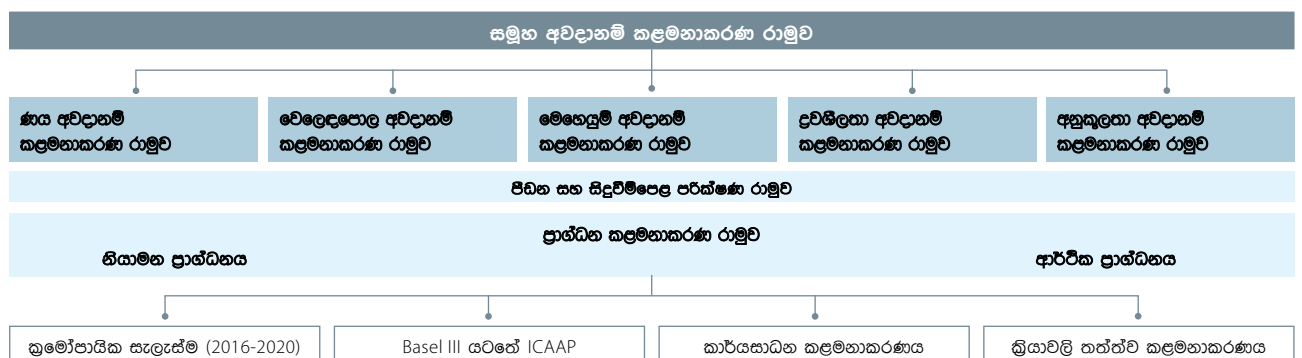 සමූහ අවදානම් කළමනාකරණ රාමුව
ණය අවදානම්
කළමනාකරණ රාමුව
වෙලෙඳපොල අවදානම්
කළමනාකරණ රාමුව
මෙහෙයුම් අවදානම්
කළමනාකරණ රාමුව
ද්‍රවශීලතා අවදානම්
කළමනාකරණ රාමුව
අනුකූලතා අවදානම්
කළමනාකරණ රාමුව
පීඩන සහ සිදුවීම්පෙළ පරික්ෂණ රාමුව
ප්‍රාග්ධන කළමනාකරණ රාමුව
නියාමන ප්‍රාග්ධනය
ආර්ථික ප්‍රාග්ධනය
ක්‍රමෝපායික සැලැස්ම (2016-2020)
Basel III යටතේ ICAAP
කාර්යසාධන කළමනාකරණය
ක්‍රියාවලි තත්ත්ව කළමනාකරණය